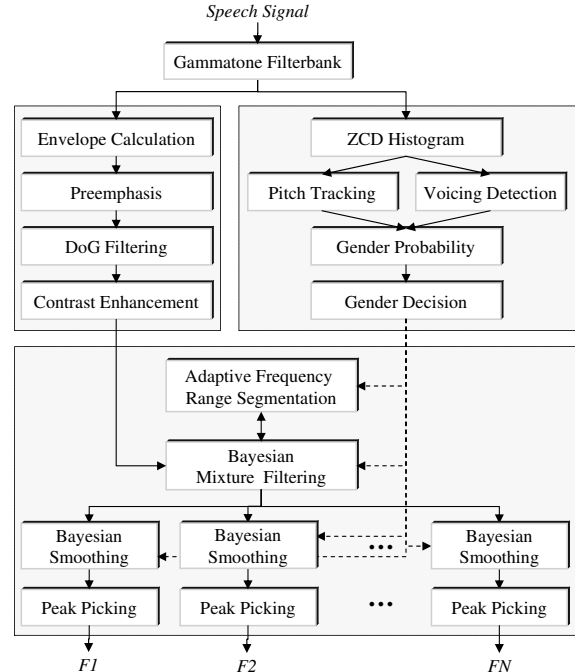 Speech Signal
Gammatone Filterbank
Envelope Calculation
Preemphasis
DoG Filtering
Contrast Enhancement
ZCD Histogram
Pitch Tracking
Voicing Detection
Gender Probability
Gender Decision
Adaptive Frequency
Range Segmentation
Bayesian
Mixture Filtering
Bayesian
Smoothing
Bayesian
Smoothing
...
Bayesian
Smoothing
Peak Picking
Peak Picking
...
Peak Picking
F1
F2
FN